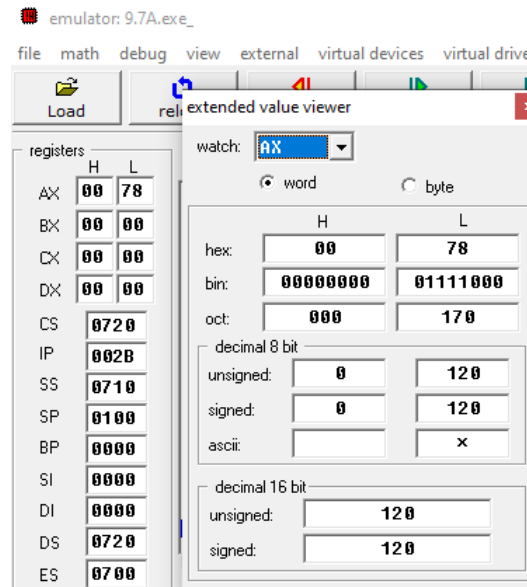 emulator: 9.7A.exe_
file math debug view external virtual devices virtual drive
Load
extended value viewer
watch: AX
word byte
registers
H L
AX 00 78
BX 00 00
CX 00 00
DX 00 00
CS 0720
IP 002B
SS 0710
SP 0100
BP 0000
SI 0000
DI 0000
DS 0720
ES 0700
H L
hex: 00 78
bin: 00000000 01111000
oct: 000 170
decimal 8 bit
unsigned: 0 120
signed: 0 120
ascii: x
decimal 16 bit
unsigned: 120
signed: 120